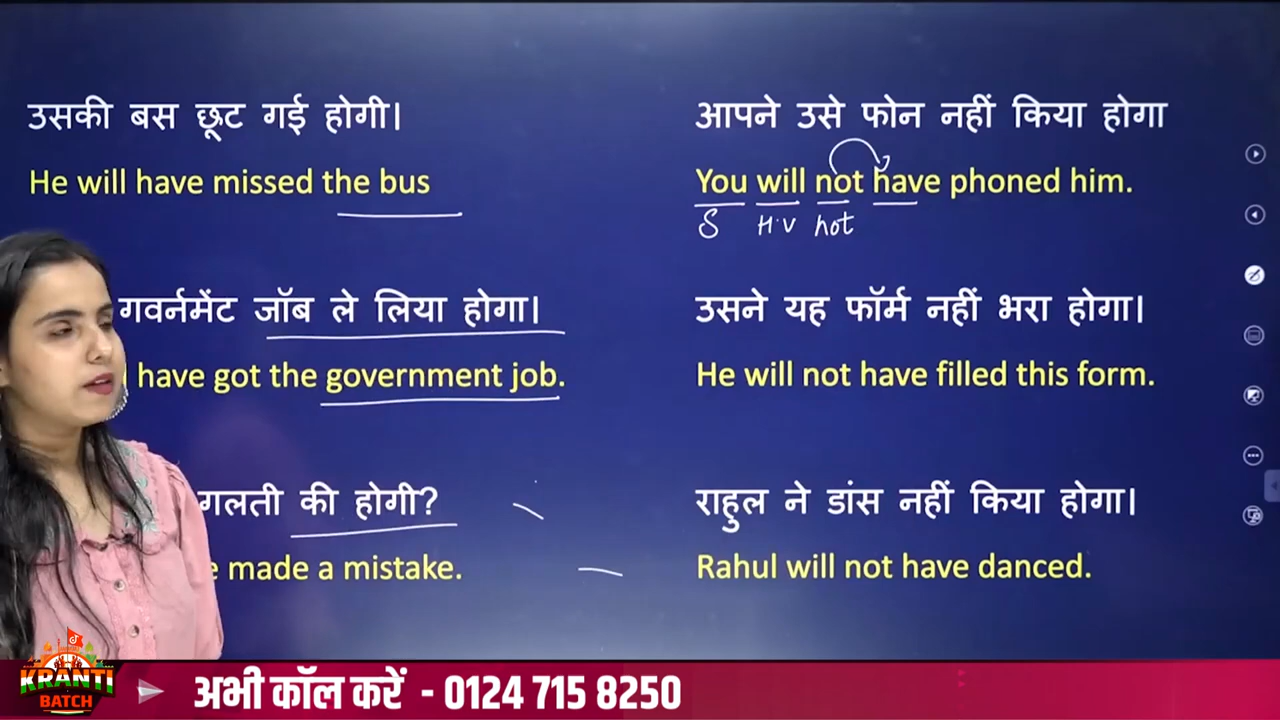 उसकी बस छूट गई होगी।
He will have missed the bus
गवर्नमेंट जॉब ले लिया होगा।
have got the government job.
गलती की होगी?
made a mistake.
आपने उसे फोन नहीं किया होगा
You will not have phoned him.
S H.V not
उसने यह फॉर्म नहीं भरा होगा।
He will not have filled this form.
राहुल ने डांस नहीं किया होगा।
Rahul will not have danced.
KRANTI
BATCH
अभी कॉल करें - 0124 715 8250